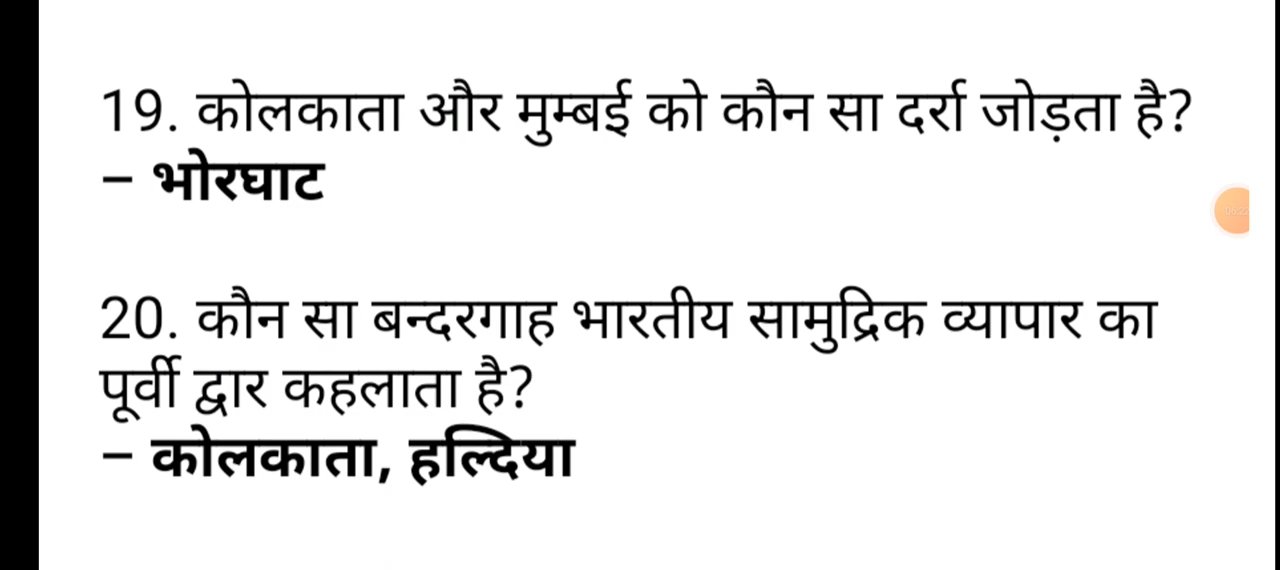 19. कोलकाता और मुम्बई को कौन सा दर्रा जोड़ता है?
– भोरघाट
20. कौन सा बन्दरगाह भारतीय सामुद्रिक व्यापार का
पूर्वी द्वार कहलाता है?
– कोलकाता, हल्दिया